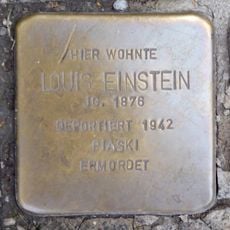 HIER WOHNTE
LOUIS EINSTEIN
JG. 1876
DEPORTIERT 1942
PIASKI
ERMORDET